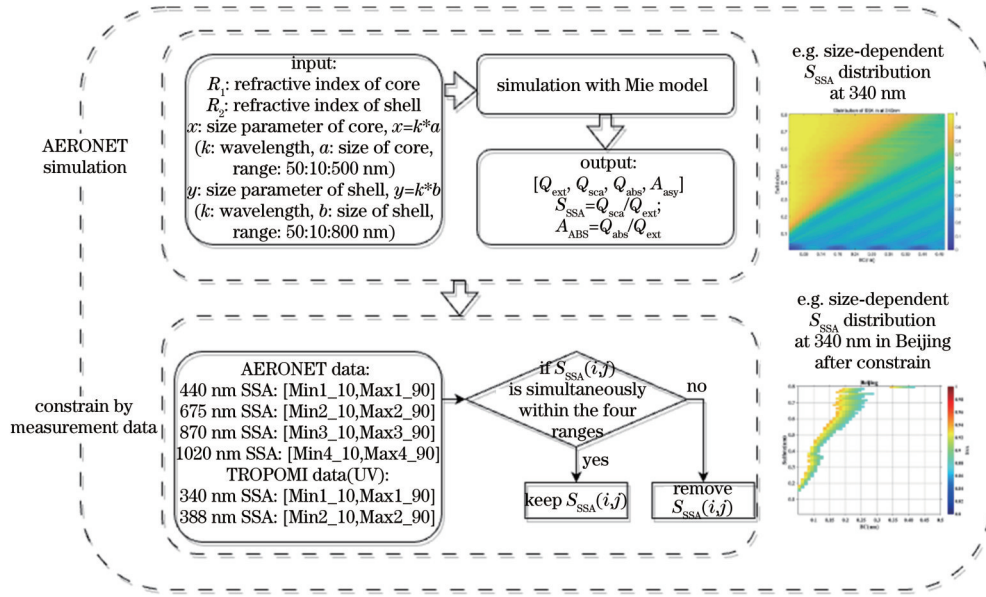 AERONET
simulation
input:
R1: refractive index of core
R2: refractive index of shell
x: size parameter of core, x=k*a
(k: wavelength, a: size of core,
range: 50:10:500 nm)
y: size parameter of shell, y=k*b
(k: wavelength, b: size of shell,
range: 50:10:800 nm)
simulation with Mie model
output:
[Qext, Qsca, Qabs, Aasy]
SSSA=Qsca/Qext;
AABS=Qabs/Qext
e.g. size-dependent
SSSA distribution
at 340 nm
constrain by
measurement data
AERONET data:
440 nm SSA: [Min1_10,Max1_90]
675 nm SSA: [Min2_10,Max2_90]
870 nm SSA: [Min3_10,Max3_90]
1020 nm SSA: [Min4_10,Max4_90]
TROPOMI data(UV):
340 nm SSA: [Min1_10,Max1_90]
388 nm SSA: [Min2_10,Max2_90]
if SSSA(i,j)
is simultaneously
within the four
ranges
no
yes
keep SSSA(i,j)
remove
SSSA(i,j)
e.g. size-dependent
SSSA distribution
at 340 nm in Beijing
after constrain
Beijing